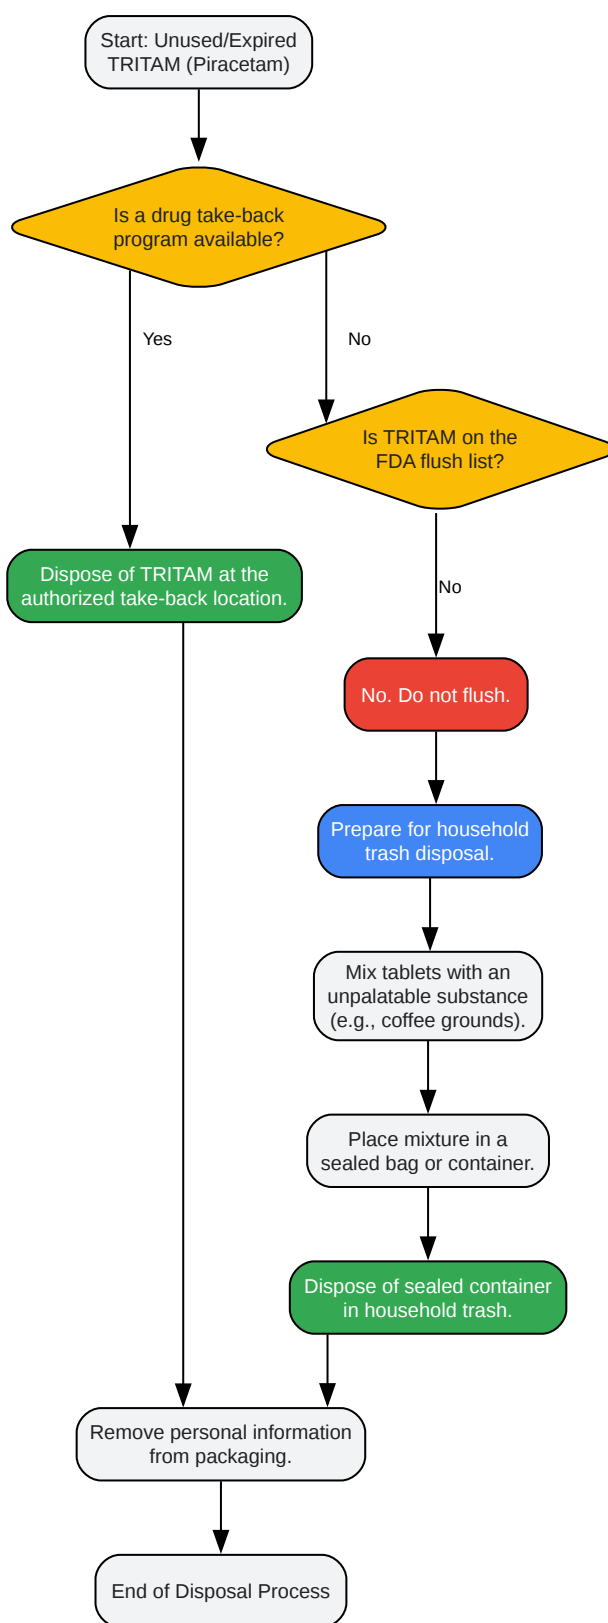 Start: Unused/Expired
TRITAM (Piracetam)
Is a drug take-back
program available?
Yes
No
Is TRITAM on the
FDA flush list?
Dispose of TRITAM at the
authorized take-back location.
No
No. Do not flush.
Prepare for household
trash disposal.
Mix tablets with an
unpalatable substance
(e.g., coffee grounds).
Place mixture in a
sealed bag or container.
Dispose of sealed container
in household trash.
Remove personal information
from packaging.
End of Disposal Process